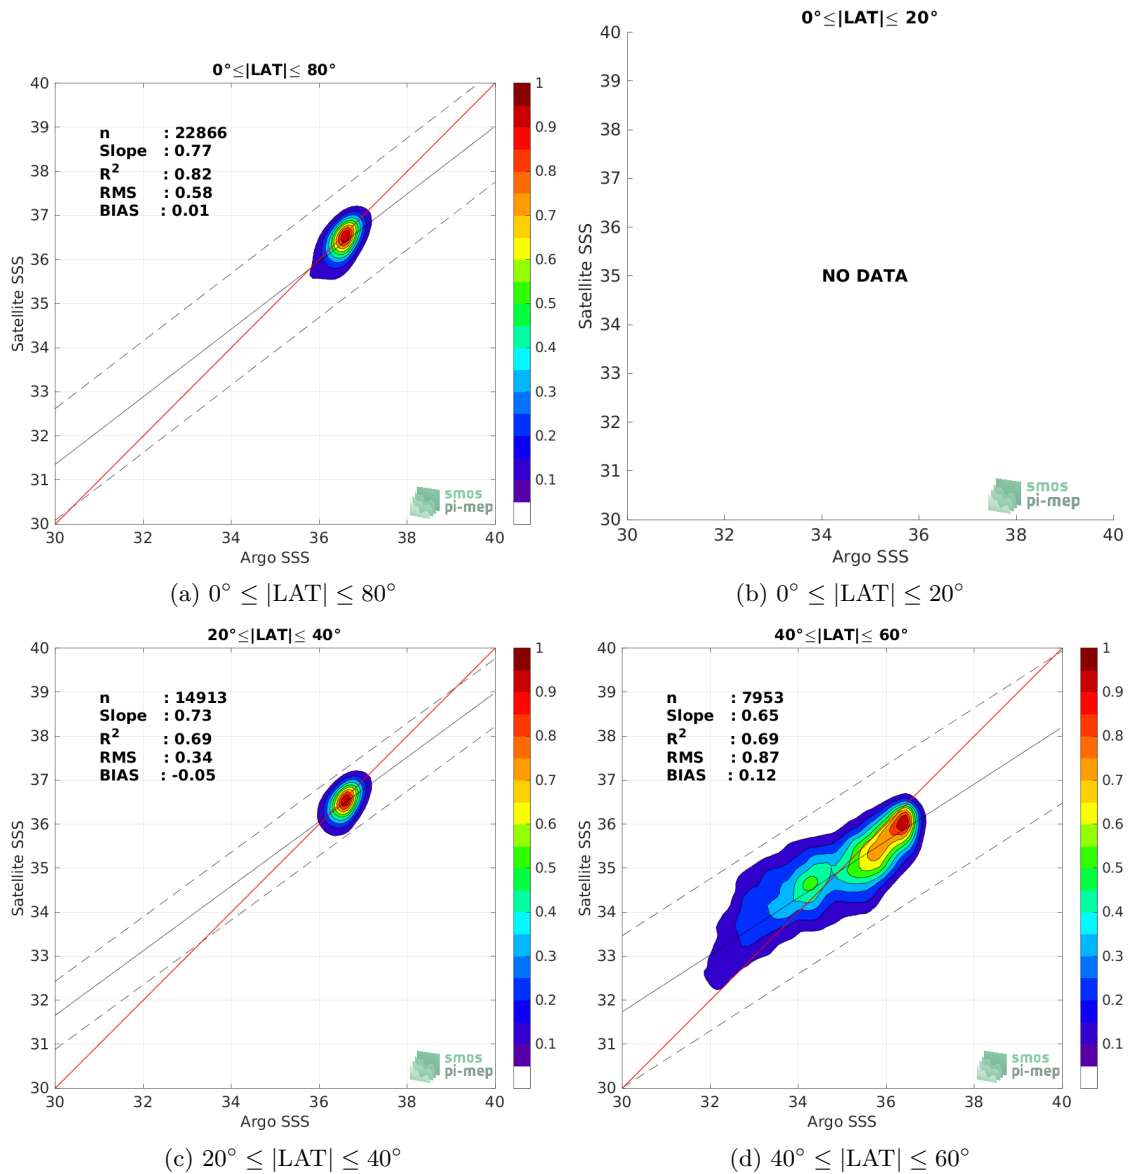 0°≤|LAT|≤ 80°
n : 22866
Slope : 0.77
R² : 0.82
RMS : 0.58
BIAS : 0.01
40
39
38
37
36
35
34
33
32
31
30
Satellite SSS
30 32 34 36 38 40
Argo SSS
1
0.9
0.8
0.7
0.6
0.5
0.4
0.3
0.2
0.1
smos
pi-mep
(a) 0° ≤ |LAT| ≤ 80°
0°≤|LAT|≤ 20°
40
39
38
37
36
35
34
33
32
31
30
Satellite SSS
NO DATA
smos
pi-mep
30 32 34 36 38 40
Argo SSS
(b) 0° ≤ |LAT| ≤ 20°
20°≤|LAT|≤ 40°
n : 14913
Slope : 0.73
R² : 0.69
RMS : 0.34
BIAS : -0.05
40
39
38
37
36
35
34
33
32
31
30
Satellite SSS
30 32 34 36 38 40
Argo SSS
1
0.9
0.8
0.7
0.6
0.5
0.4
0.3
0.2
0.1
smos
pi-mep
(c) 20° ≤ |LAT| ≤ 40°
40°≤|LAT|≤ 60°
n : 7953
Slope : 0.65
R² : 0.69
RMS : 0.87
BIAS : 0.12
40
39
38
37
36
35
34
33
32
31
30
Satellite SSS
30 32 34 36 38 40
Argo SSS
1
0.9
0.8
0.7
0.6
0.5
0.4
0.3
0.2
0.1
smos
pi-mep
(d) 40° ≤ |LAT| ≤ 60°